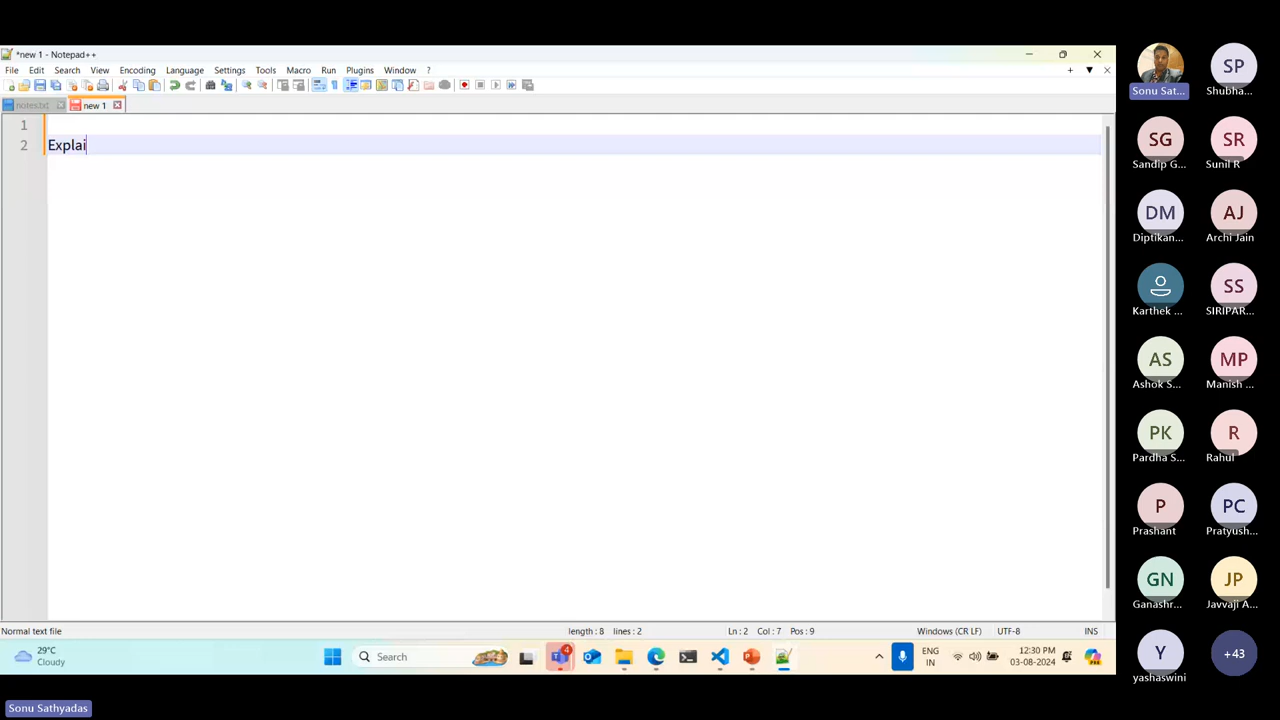 *new 1 - Notepad++
File Edit Search View Encoding Language Settings Tools Macro Run Plugins Window ?
notes.txt new 1
1
2 Explai
Normal text file length : 8 lines : 2 Ln : 2 Col : 7 Pos : 9 Windows (CR LF) UTF-8 INS
29°C
Cloudy
Search
4
ENG
IN
12:30 PM
03-08-2024
Sonu Sathyadas
Sonu Sat...
SP
Shubha...
SG
Sandip G...
SR
Sunil R
DM
Diptikan...
AJ
Archi Jain
Karthek ...
SS
SIRIPAR...
AS
Ashok S...
MP
Manish ...
PK
Pardha S...
R
Rahul
P
Prashant
PC
Pratyush...
GN
Ganashr...
JP
Javvaji A...
Y
yashaswini
+43